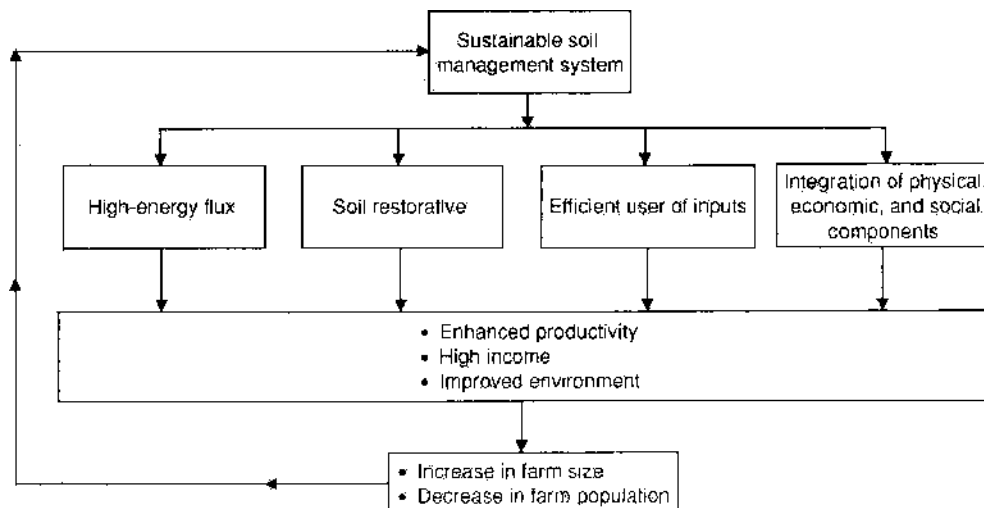 Sustainable soil
management system
High-energy flux
Soil restorative
Efficient user of inputs
Integration of physical,
economic, and social
components
• Enhanced productivity
• High income
• Improved environment
• Increase in farm size
• Decrease in farm population